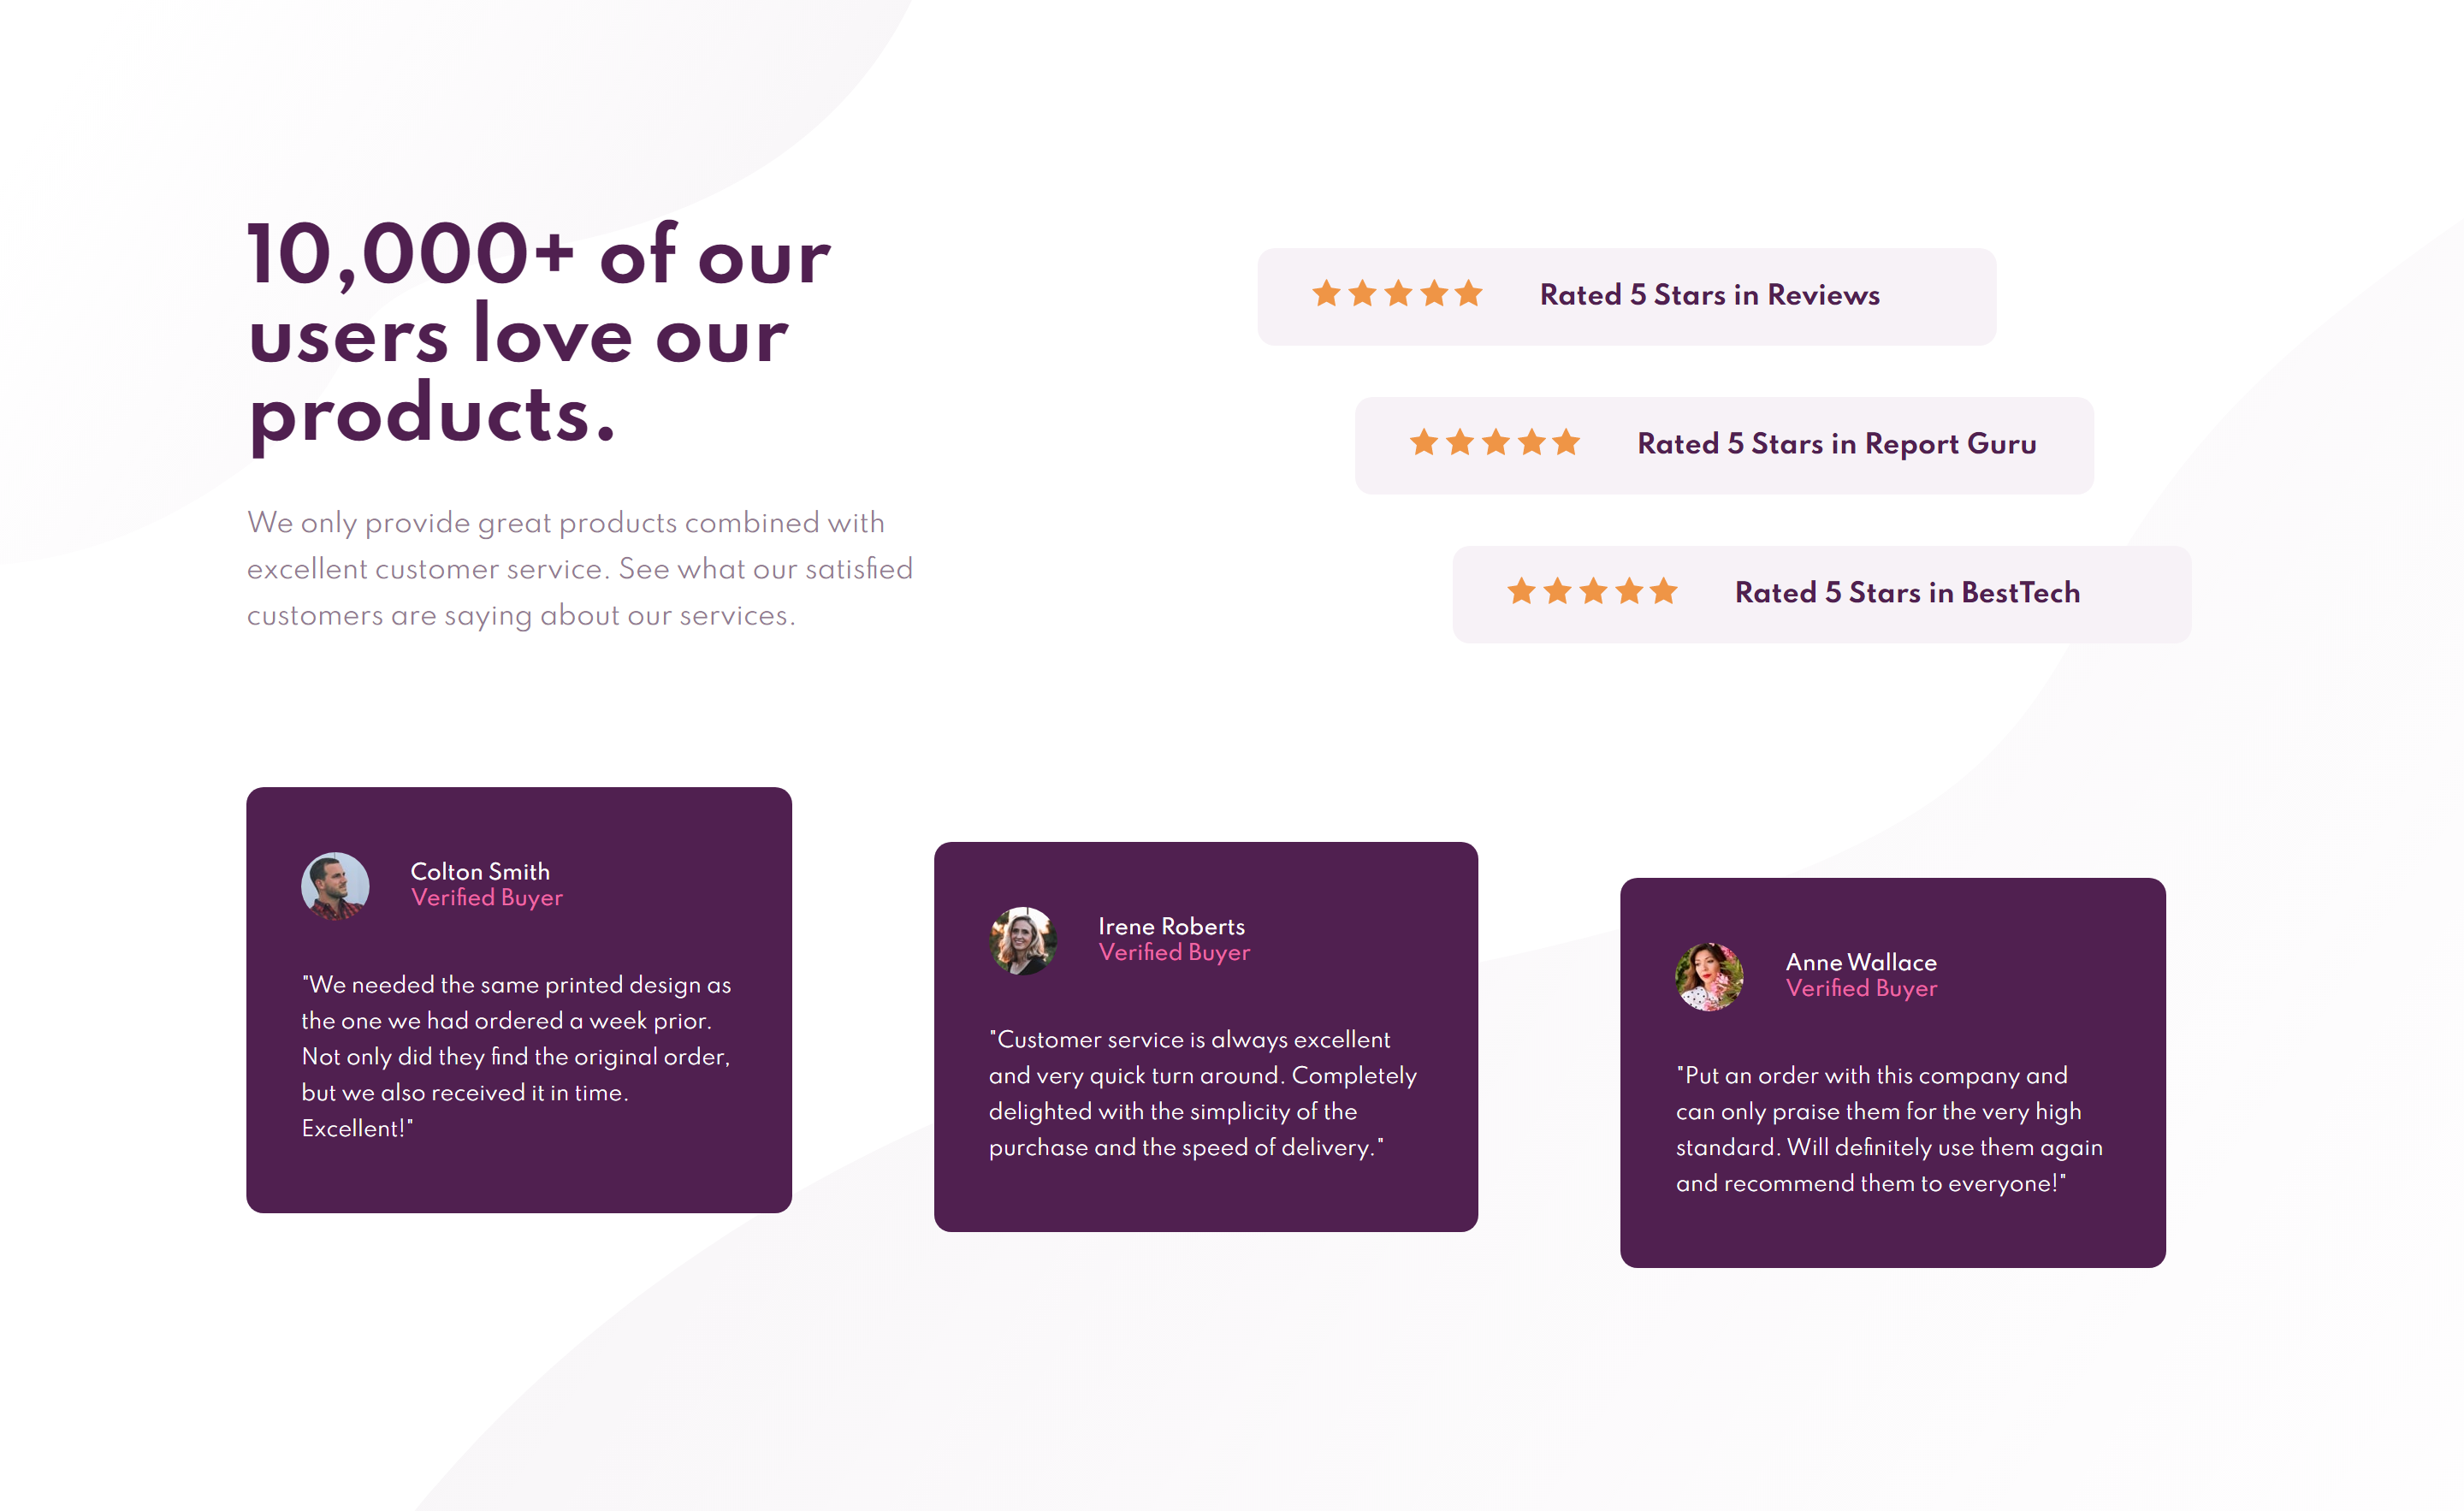 10,000+ of our
users love our
products.
We only provide great products combined with
excellent customer service. See what our satisfied
customers are saying about our services.
Rated 5 Stars in Reviews
Rated 5 Stars in Report Guru
Rated 5 Stars in BestTech
Colton Smith
Verified Buyer
"We needed the same printed design as
the one we had ordered a week prior.
Not only did they find the original order,
but we also received it in time.
Excellent!"
Irene Roberts
Verified Buyer
"Customer service is always excellent
and very quick turn around. Completely
delighted with the simplicity of the
purchase and the speed of delivery."
Anne Wallace
Verified Buyer
"Put an order with this company and
can only praise them for the very high
standard. Will definitely use them again
and recommend them to everyone!"